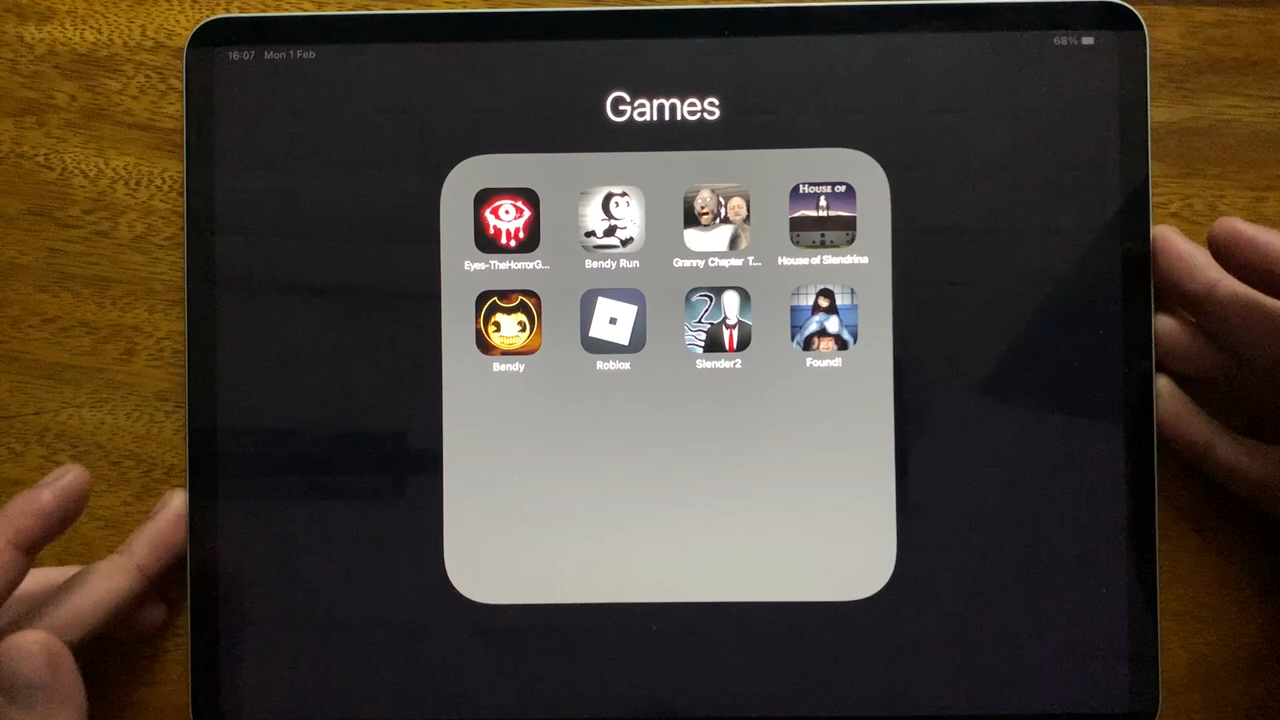 16:07 Mon 1 Feb
68%
Games
HOUSE OF
Eyes-TheHorrorG...
Bendy Run
Granny Chapter T...
House of Slendrina
2
Bendy
Roblox
Slender2
Found!